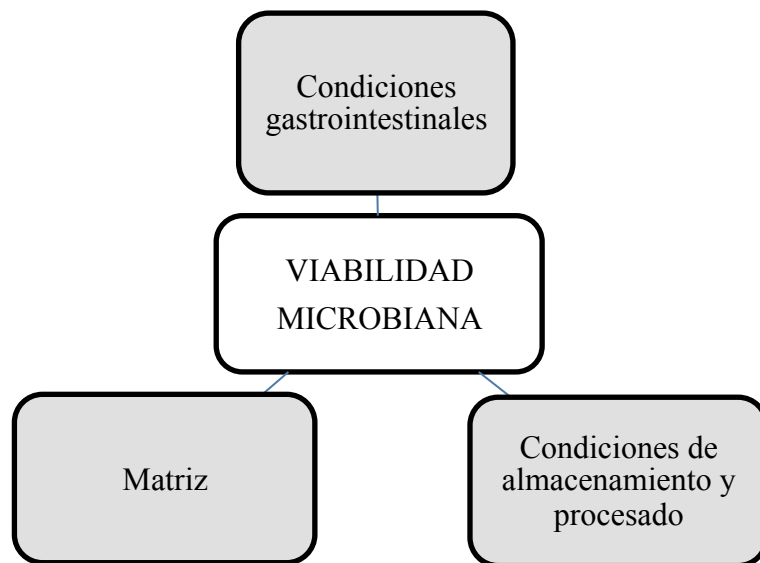 Condiciones
gastrointestinales
VIABILIDAD
MICROBIANA
Matriz
Condiciones de
almacenamiento y
procesado